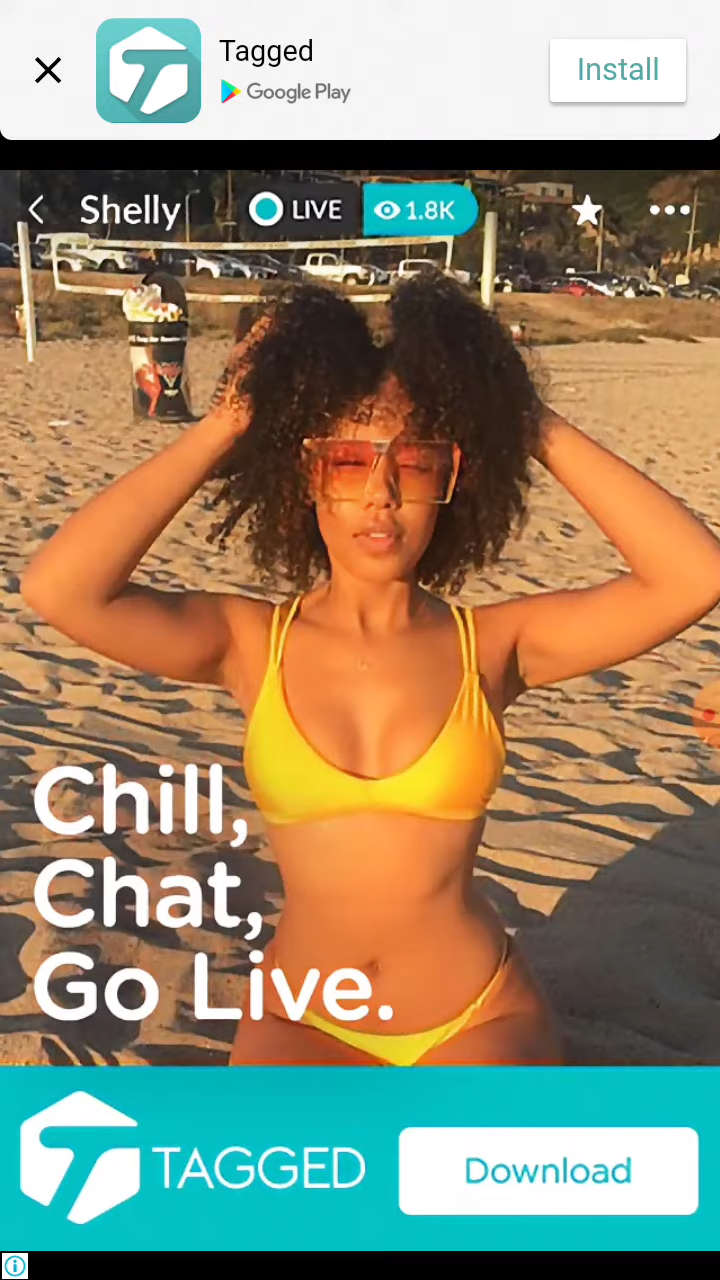 Tagged
Google Play
Install
Shelly
LIVE
1.8K
Chill,
Chat,
Go Live.
TAGGED
Download